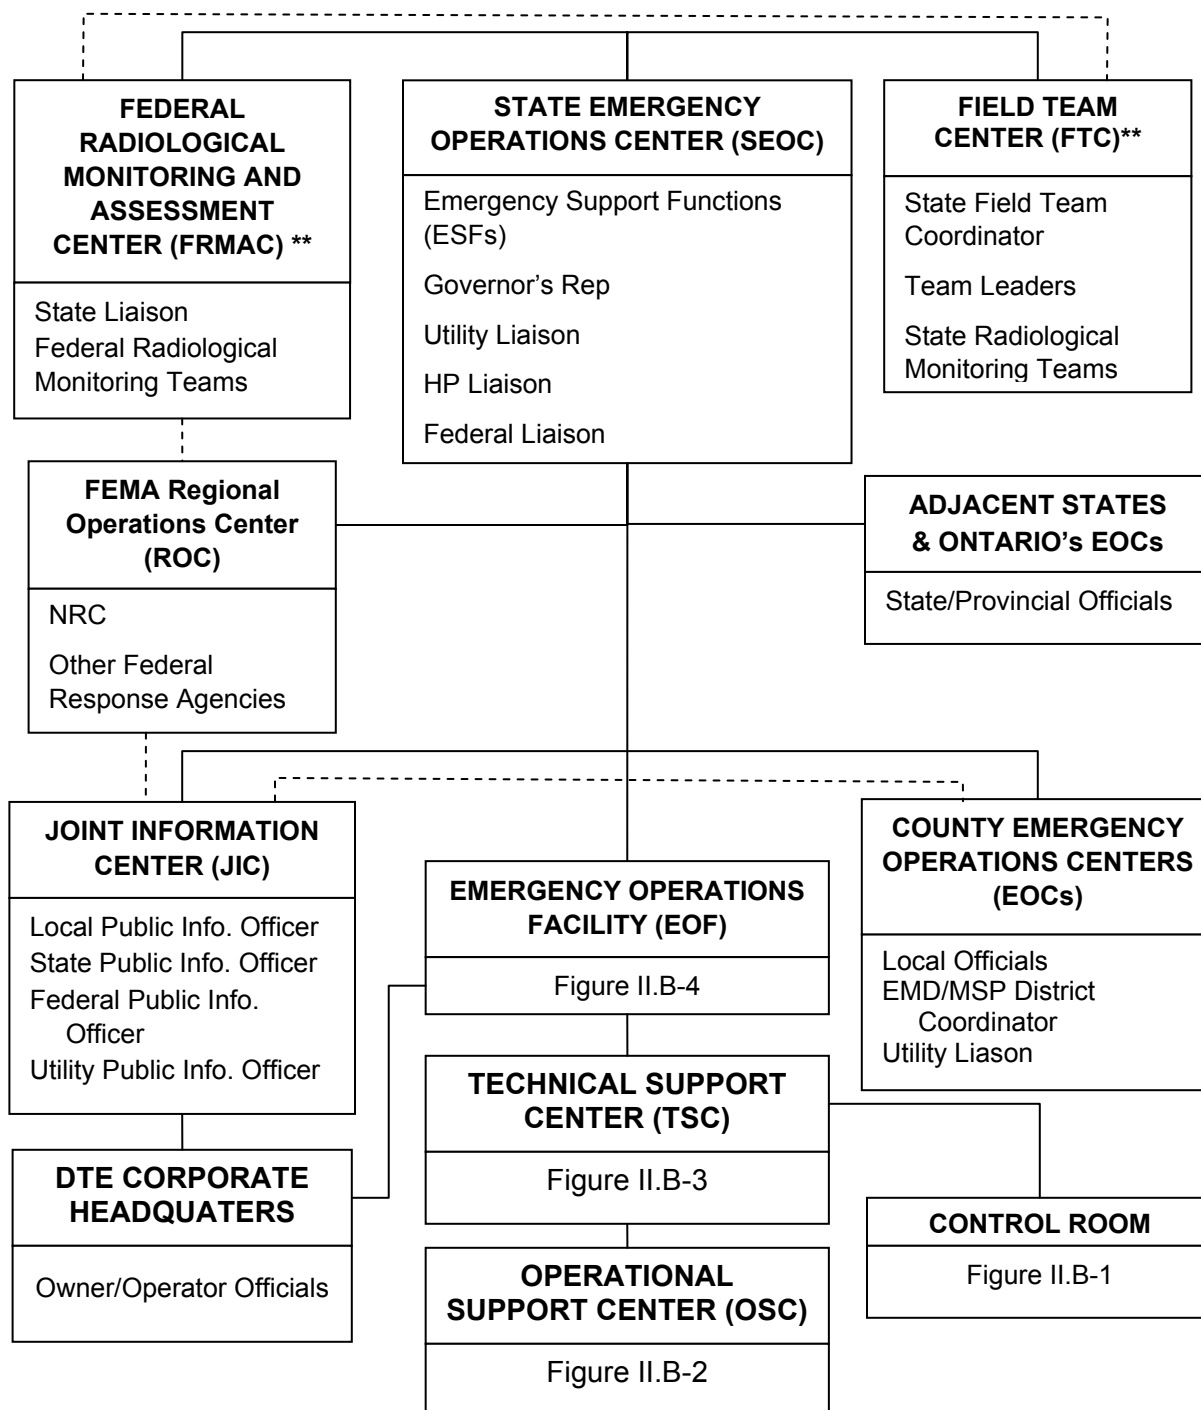 FEDERAL
RADIOLOGICAL
MONITORING AND
ASSESSMENT
CENTER (FRMAC) **
State Liaison
Federal Radiological
Monitoring Teams
STATE EMERGENCY
OPERATIONS CENTER (SEOC)
Emergency Support Functions
(ESFs)
Governor's Rep
Utility Liaison
HP Liaison
Federal Liaison
FIELD TEAM
CENTER (FTC)**
State Field Team
Coordinator
Team Leaders
State Radiological
Monitoring Teams
FEMA Regional
Operations Center
(ROC)
NRC
Other Federal
Response Agencies
ADJACENT STATES
& ONTARIO's EOCs
State/Provincial Officials
JOINT INFORMATION
CENTER (JIC)
Local Public Info. Officer
State Public Info. Officer
Federal Public Info.
Officer
Utility Public Info. Officer
EMERGENCY OPERATIONS
FACILITY (EOF)
Figure II.B-4
COUNTY EMERGENCY
OPERATIONS CENTERS
(EOCs)
Local Officials
EMD/MSP District
Coordinator
Utility Liason
TECHNICAL SUPPORT
CENTER (TSC)
Figure II.B-3
DTE CORPORATE
HEADQUATERS
Owner/Operator Officials
CONTROL ROOM
Figure II.B-1
OPERATIONAL
SUPPORT CENTER (OSC)
Figure II.B-2